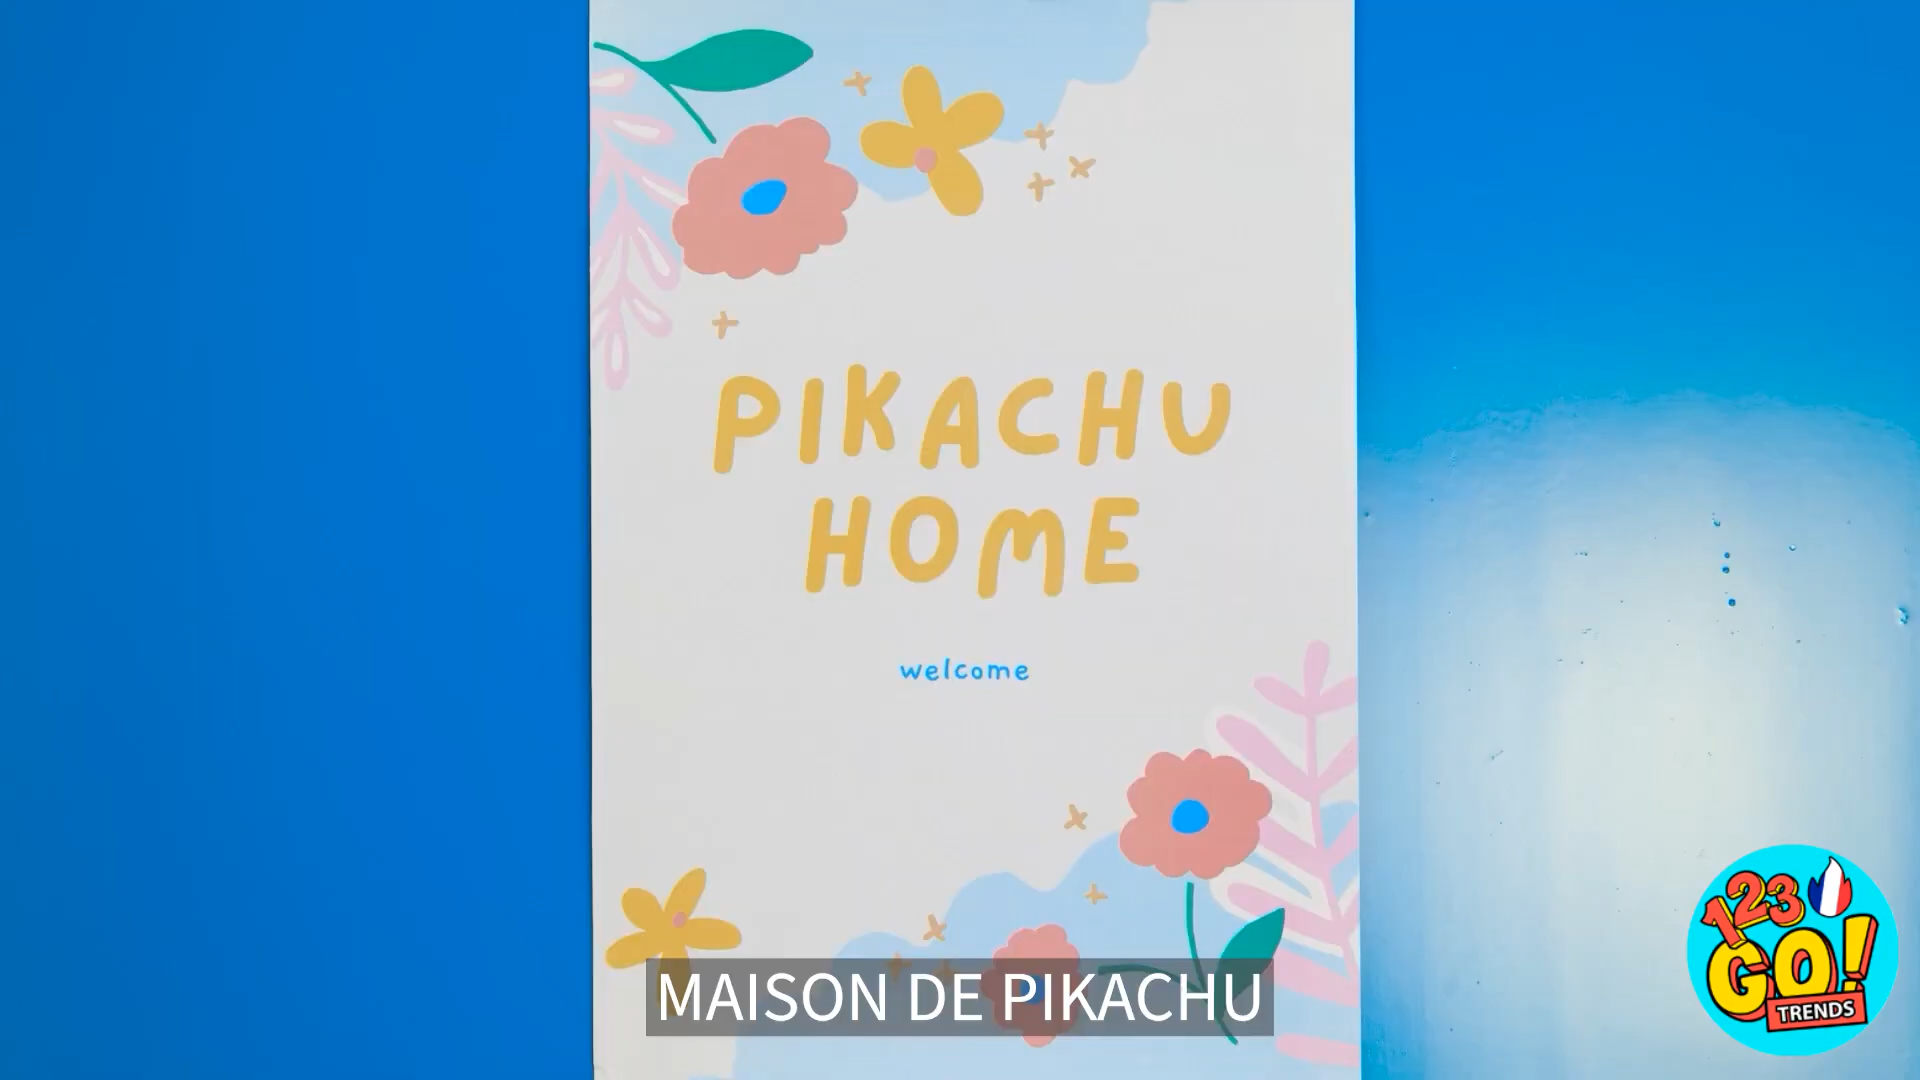 PIKACHU
HOME
welcome
MAISON DE PIKACHU
123
GO!
TRENDS